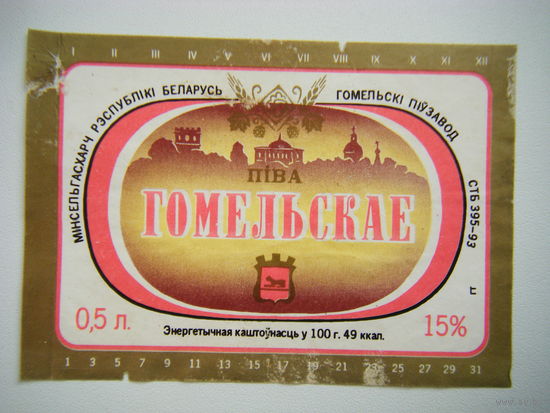 I II III IV V VI VII VIII IX X XI XII
МІНСЕЛЬГАСХАРЧ РЭСПУБЛІКІ БЕЛАРУСЬ
ГОМЕЛЬСКІ ПІЎЗАВОД
СТБ 395-93
ПІВА
ГОМЕЛЬСКАЕ
0,5 л.
Энергетычная каштоўнасць у 100 г. 49 ккал.
15%
1 3 5 7 9 11 13 15 17 19 21 23 25 27 29 31